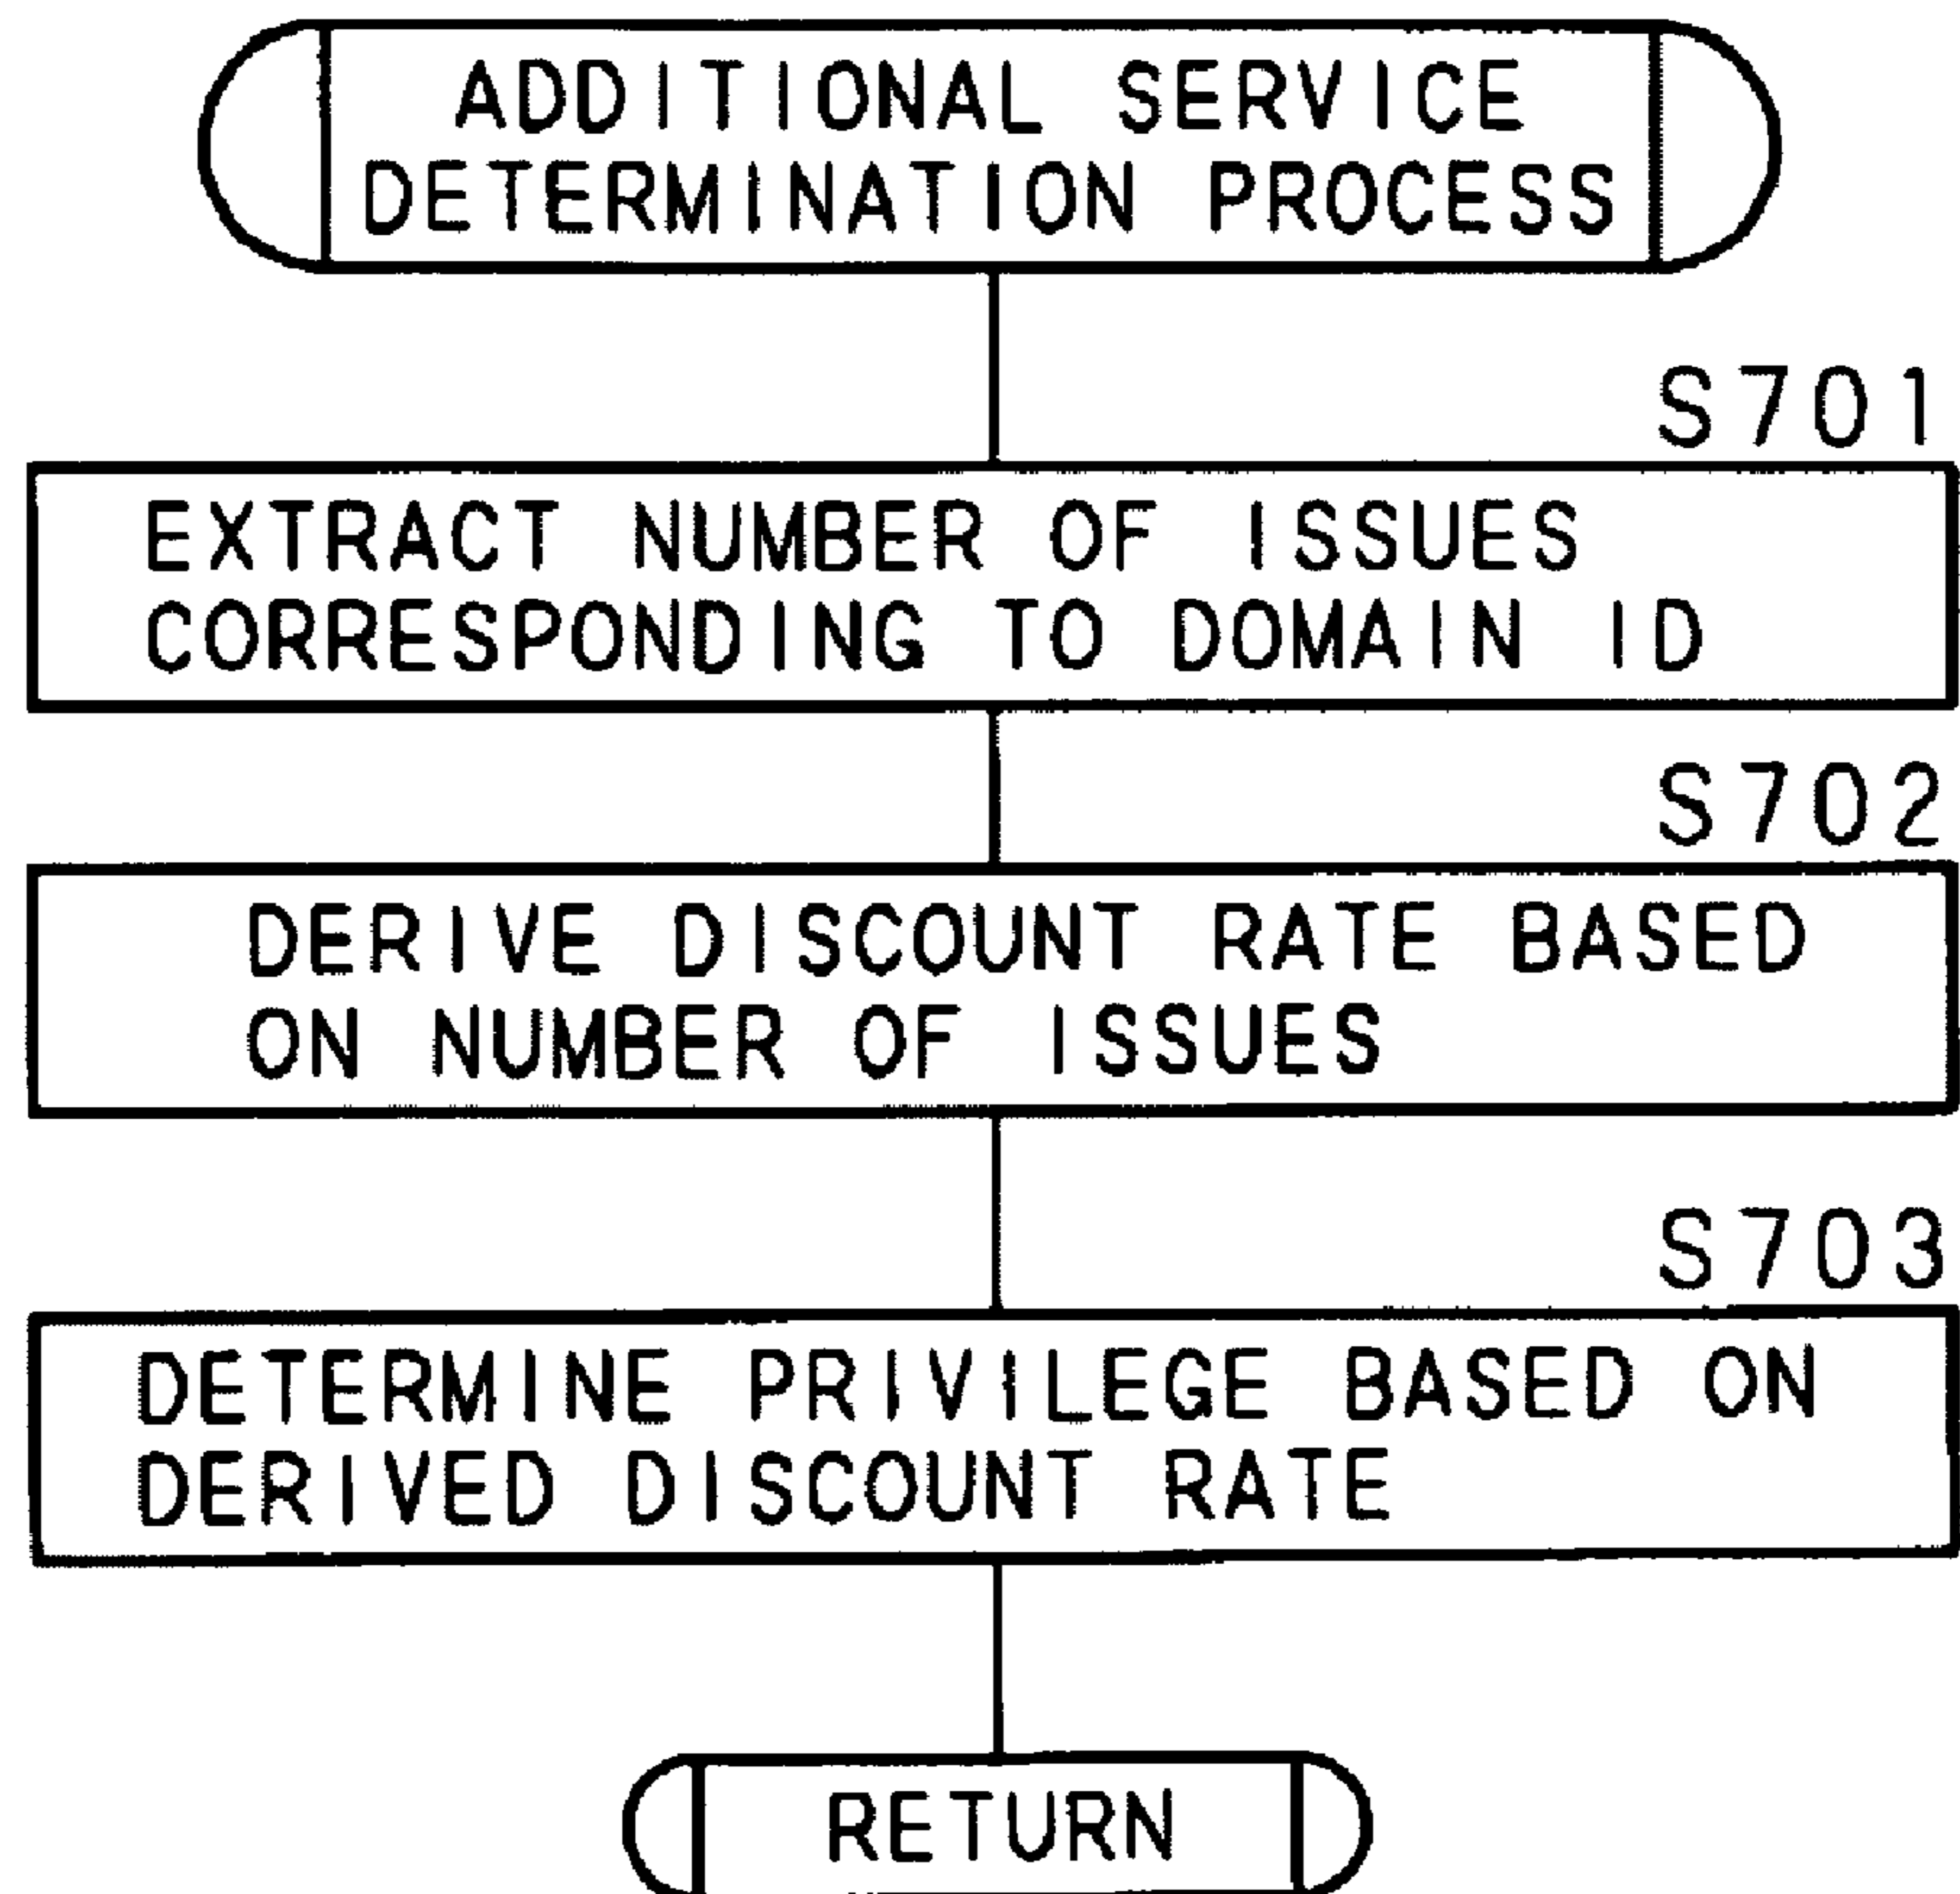 ADDITIONAL SERVICE
DETERMINATION PROCESS
S701
EXTRACT NUMBER OF ISSUES
CORRESPONDING TO DOMAIN ID
S702
DERIVE DISCOUNT RATE BASED
ON NUMBER OF ISSUES
S703
DETERMINE PRIVILEGE BASED ON
DERIVED DISCOUNT RATE
RETURN